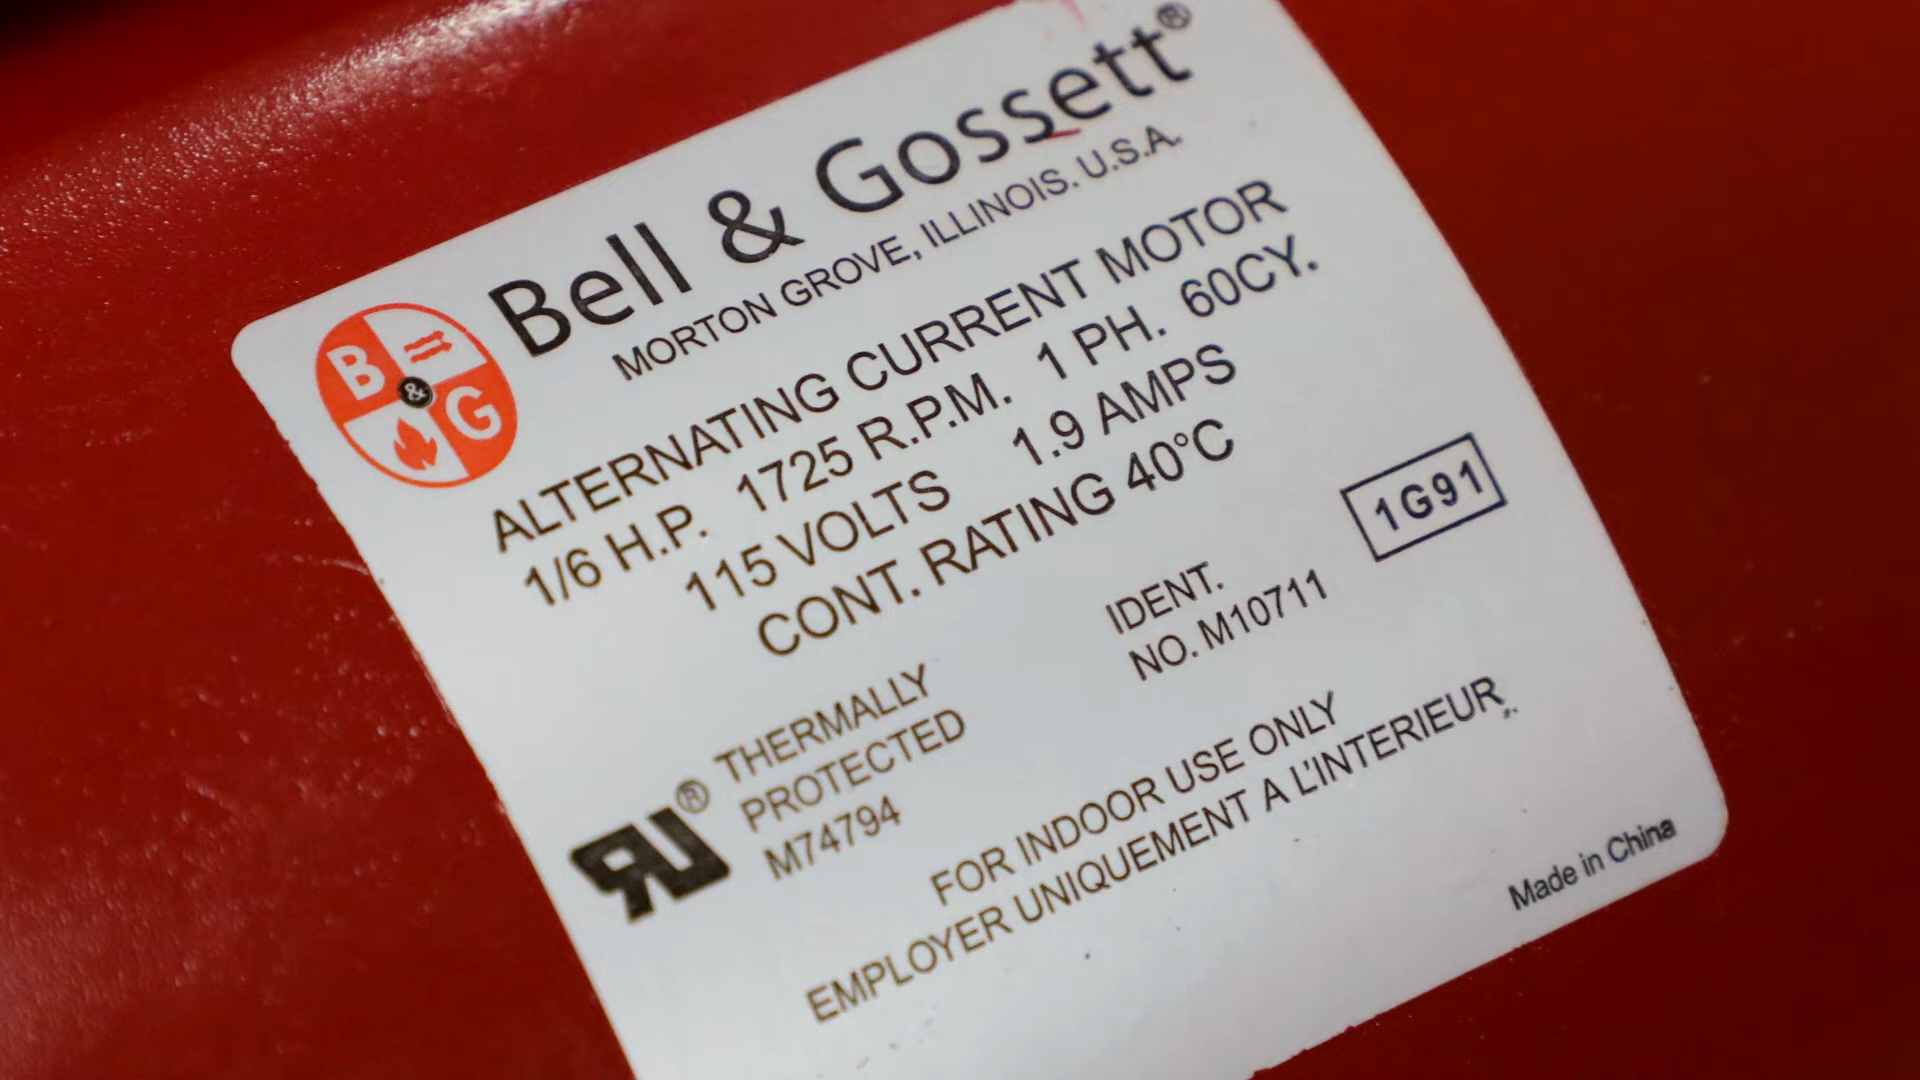 Bell & Gossett®
MORTON GROVE, ILLINOIS. U.S.A.
B & G
ALTERNATING CURRENT MOTOR
1/6 H.P. 1725 R.P.M. 1 PH. 60CY.
115 VOLTS 1.9 AMPS
CONT. RATING 40°C
1G91
IDENT.
NO. M10711
RU® THERMALLY
PROTECTED
M74794
FOR INDOOR USE ONLY
EMPLOYER UNIQUEMENT A L'INTERIEUR
Made in China